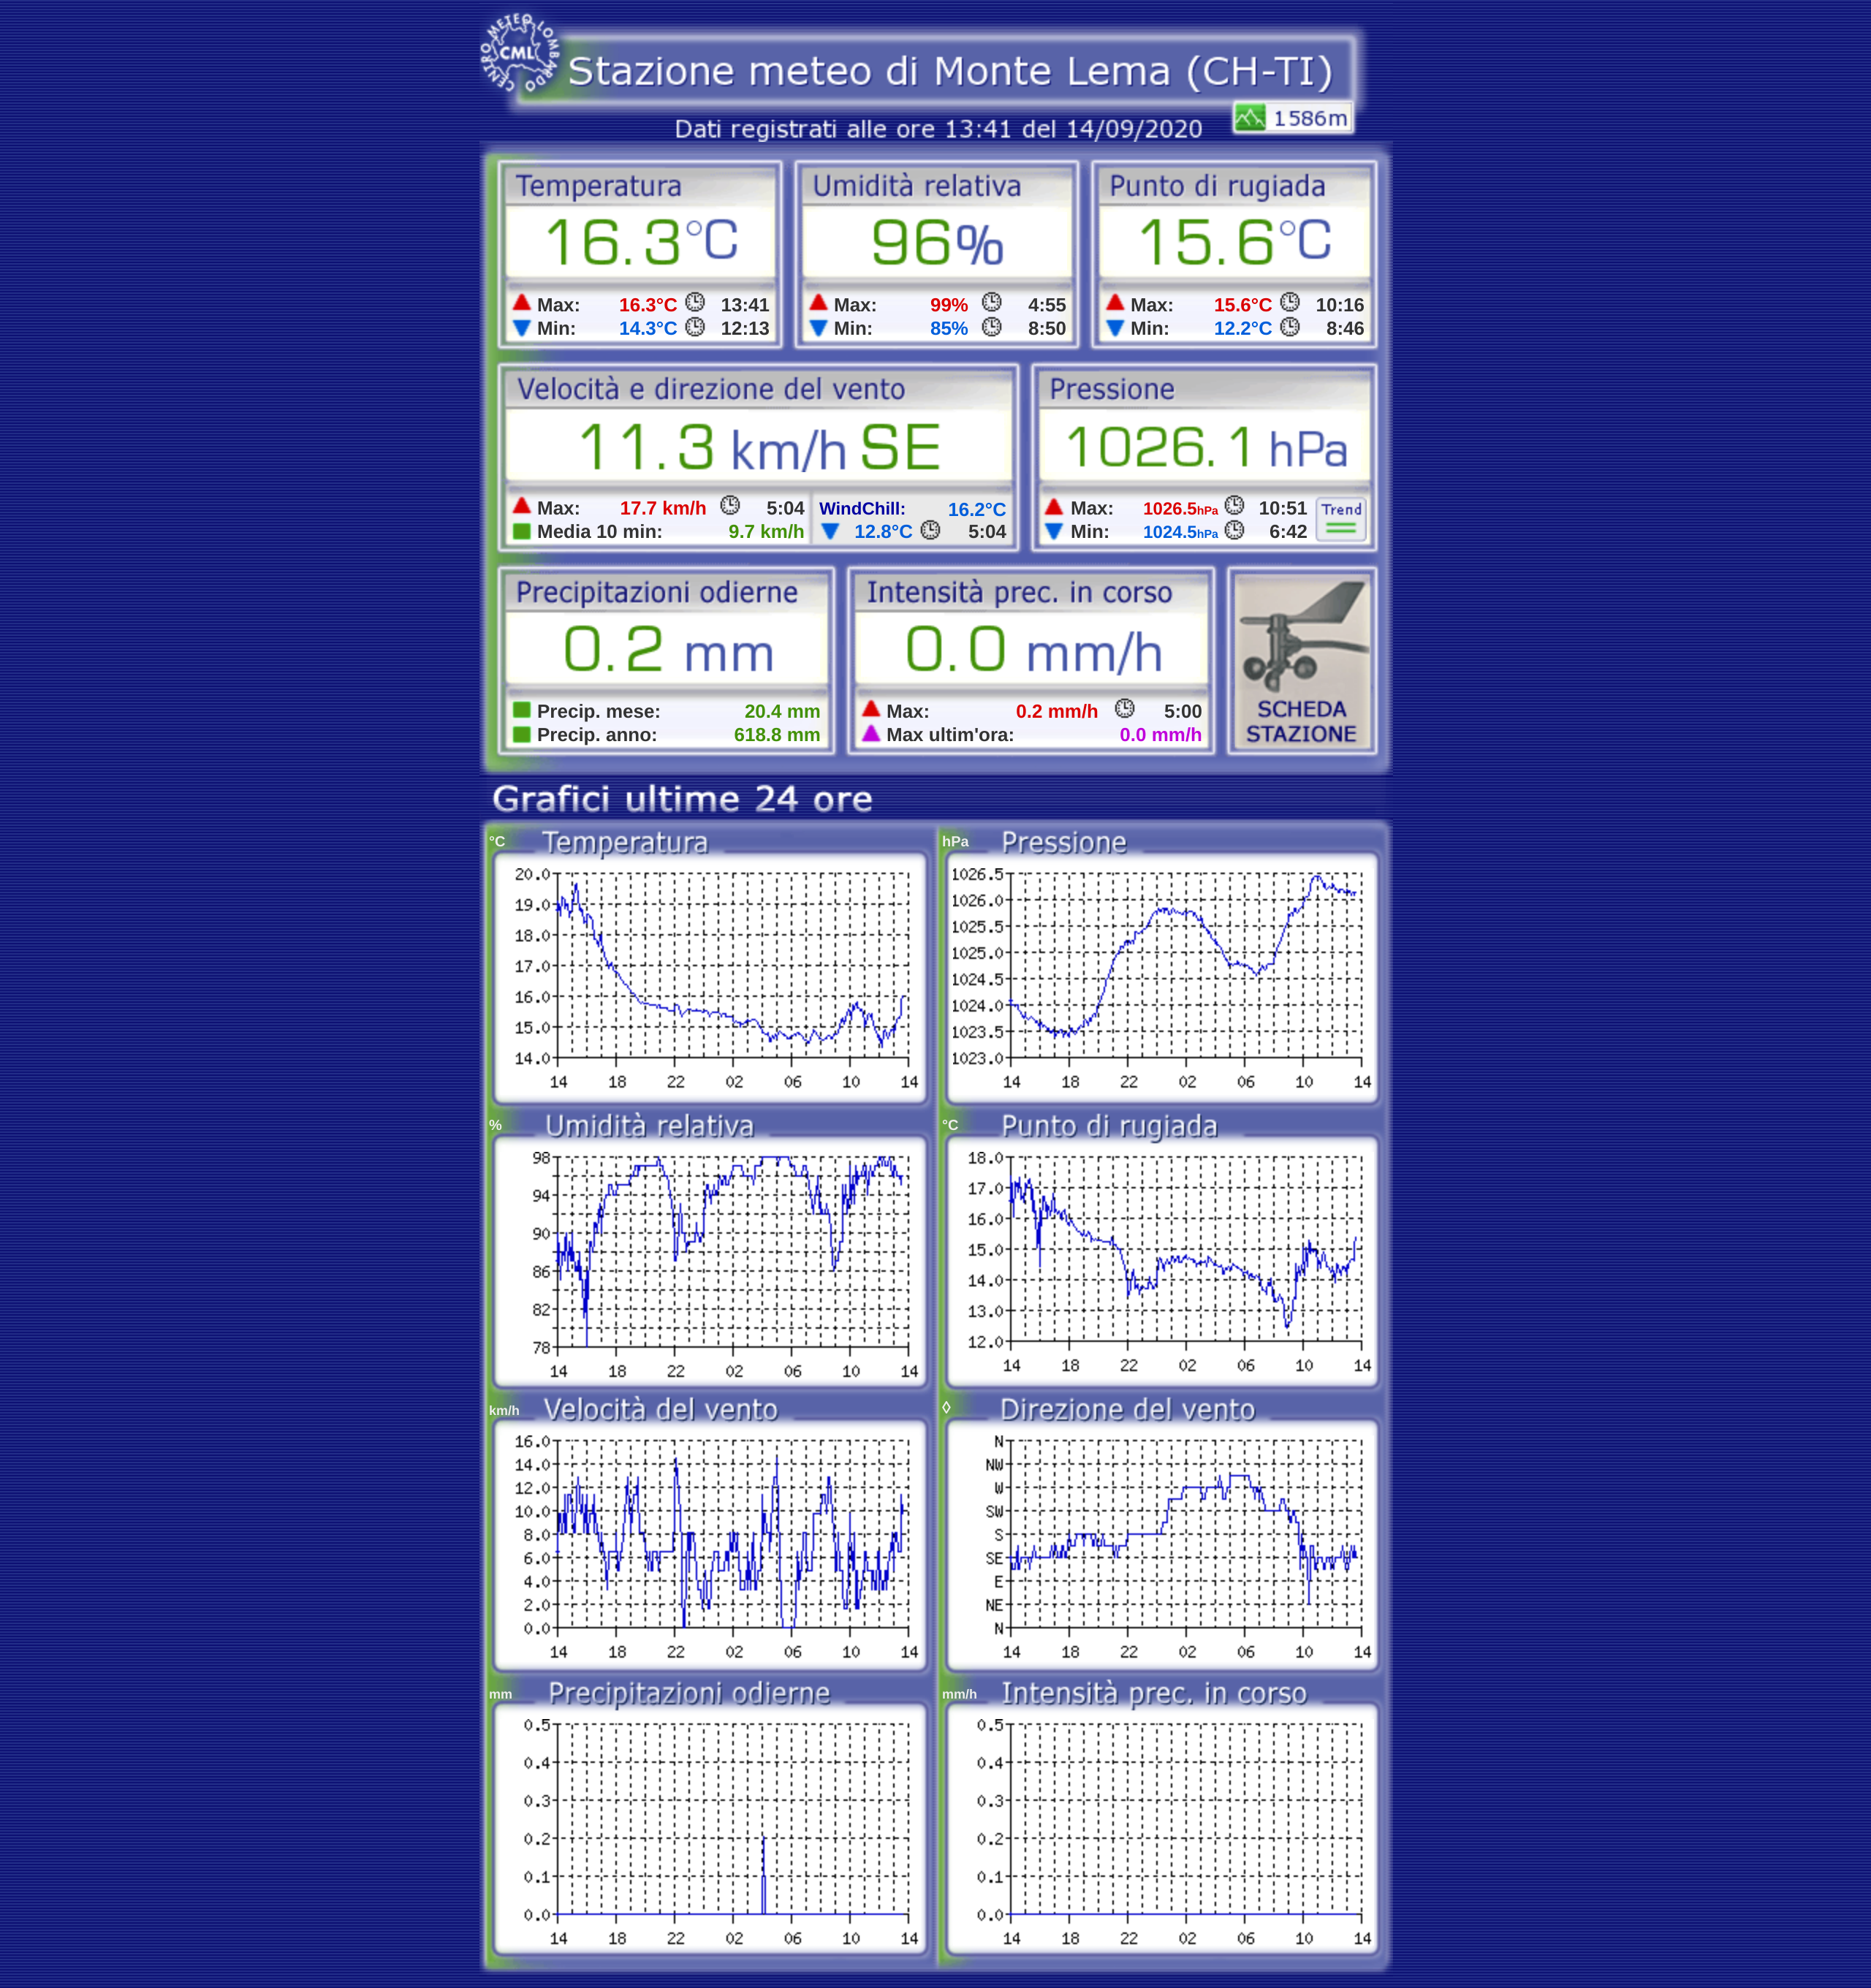 CENTRO METEO LOMBARDO
CML
Stazione meteo di Monte Lema (CH-TI)
1586m
Dati registrati alle ore 13:41 del 14/09/2020
Temperatura Umidità relativa Punto di rugiada
16.3°C 96% 15.6°C
Max: 16.3°C 13:41 Max: 99% 4:55 Max: 15.6°C 10:16
Min: 14.3°C 12:13 Min: 85% 8:50 Min: 12.2°C 8:46
Velocità e direzione del vento Pressione
11.3 km/h SE 1026.1 hPa
Max: 17.7 km/h 5:04 WindChill: 16.2°C Max: 1026.5hPa 10:51 Trend
Media 10 min: 9.7 km/h 12.8°C 5:04 Min: 1024.5hPa 6:42
Precipitazioni odierne Intensità prec. in corso
0.2 mm 0.0 mm/h
Precip. mese: 20.4 mm Max: 0.2 mm/h 5:00 SCHEDA
Precip. anno: 618.8 mm Max ultim'ora: 0.0 mm/h STAZIONE
Grafici ultime 24 ore
°C Temperatura
20.0
19.0
18.0
17.0
16.0
15.0
14.0
14 18 22 02 06 10 14
hPa Pressione
1026.5
1026.0
1025.5
1025.0
1024.5
1024.0
1023.5
1023.0
14 18 22 02 06 10 14
% Umidità relativa
98
94
90
86
82
78
14 18 22 02 06 10 14
°C Punto di rugiada
18.0
17.0
16.0
15.0
14.0
13.0
12.0
14 18 22 02 06 10 14
km/h Velocità del vento
16.0
14.0
12.0
10.0
8.0
6.0
4.0
2.0
0.0
14 18 22 02 06 10 14
◊ Direzione del vento
N
NW
W
SW
S
SE
E
NE
N
14 18 22 02 06 10 14
mm Precipitazioni odierne
0.5
0.4
0.3
0.2
0.1
0.0
14 18 22 02 06 10 14
mm/h Intensità prec. in corso
0.5
0.4
0.3
0.2
0.1
0.0
14 18 22 02 06 10 14